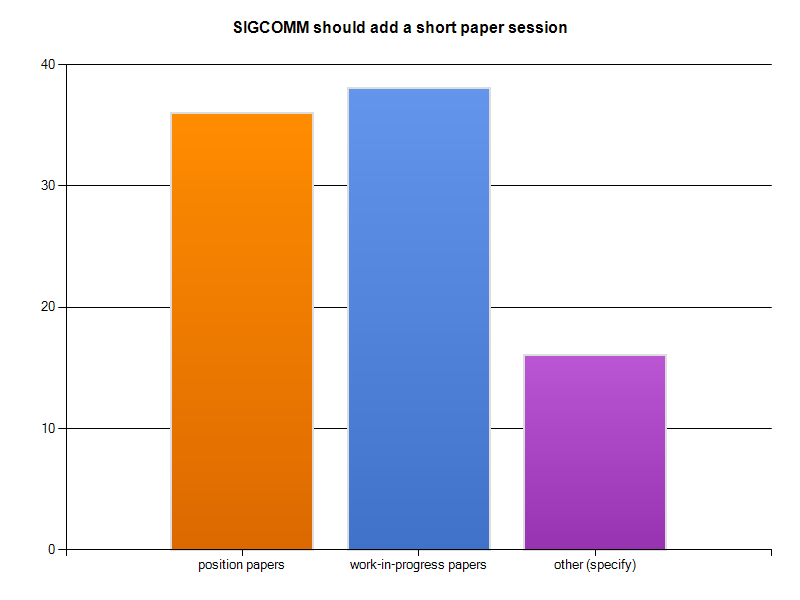 SIGCOMM should add a short paper session
40
30
20
10
0
position papers
work-in-progress papers
other (specify)